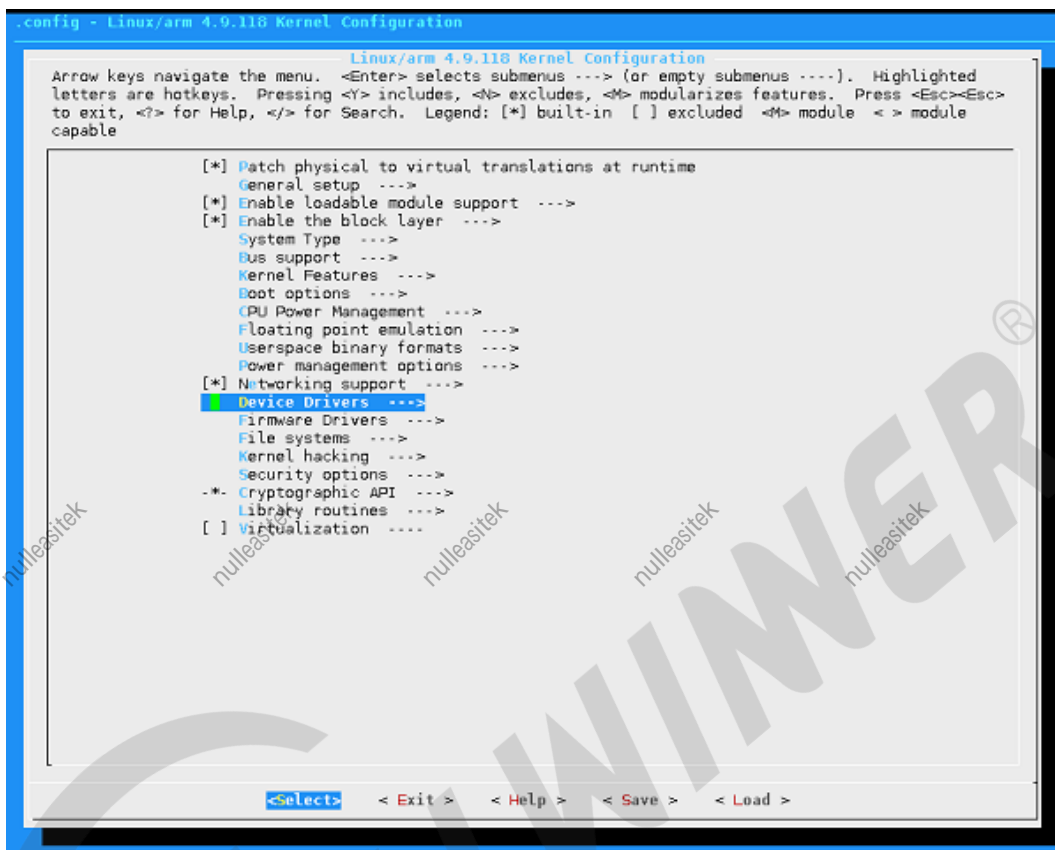 .config - Linux/arm 4.9.118 Kernel Configuration
Linux/arm 4.9.118 Kernel Configuration
Arrow keys navigate the menu.  <Enter> selects submenus ---> (or empty submenus ----).  Highlighted
letters are hotkeys.  Pressing <Y> includes, <N> excludes, <M> modularizes features.  Press <Esc><Esc>
to exit, <?> for Help, </> for Search.  Legend: [*] built-in  [ ] excluded  <M> module  < > module
capable
[*] Patch physical to virtual translations at runtime
General setup  --->
[*] Enable loadable module support  --->
[*] Enable the block layer  --->
System Type  --->
Bus support  --->
Kernel Features  --->
Boot options  --->
CPU Power Management  --->
Floating point emulation  --->
Userspace binary formats  --->
Power management options  --->
[*] Networking support  --->
Device Drivers  --->
Firmware Drivers  --->
File systems  --->
Kernel hacking  --->
Security options  --->
-*- Cryptographic API  --->
Library routines  --->
[ ] Virtualization  ----
nulleasitek nulleasitek nulleasitek nulleasitek nulleasitek
WINNER®
<Select>    < Exit >    < Help >    < Save >    < Load >